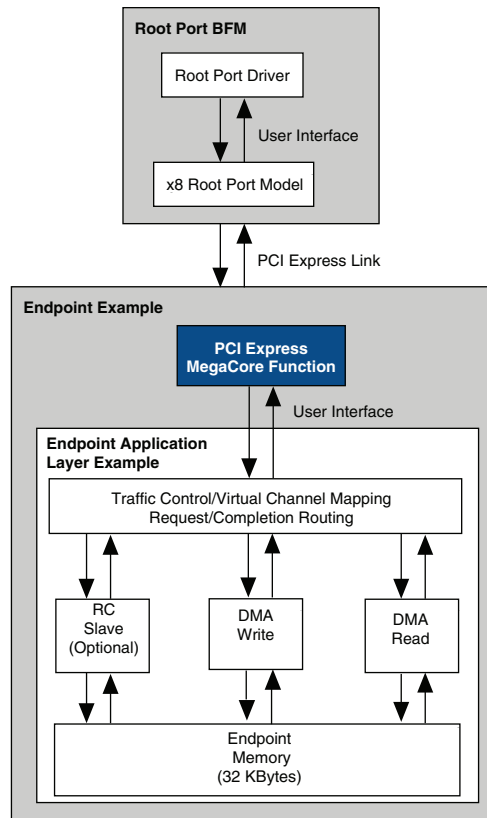 Root Port BFM
Root Port Driver
User Interface
x8 Root Port Model
PCI Express Link
Endpoint Example
PCI Express
MegaCore Function
User Interface
Endpoint Application
Layer Example
Traffic Control/Virtual Channel Mapping
Request/Completion Routing
RC
Slave
(Optional)
DMA
Write
DMA
Read
Endpoint
Memory
(32 KBytes)